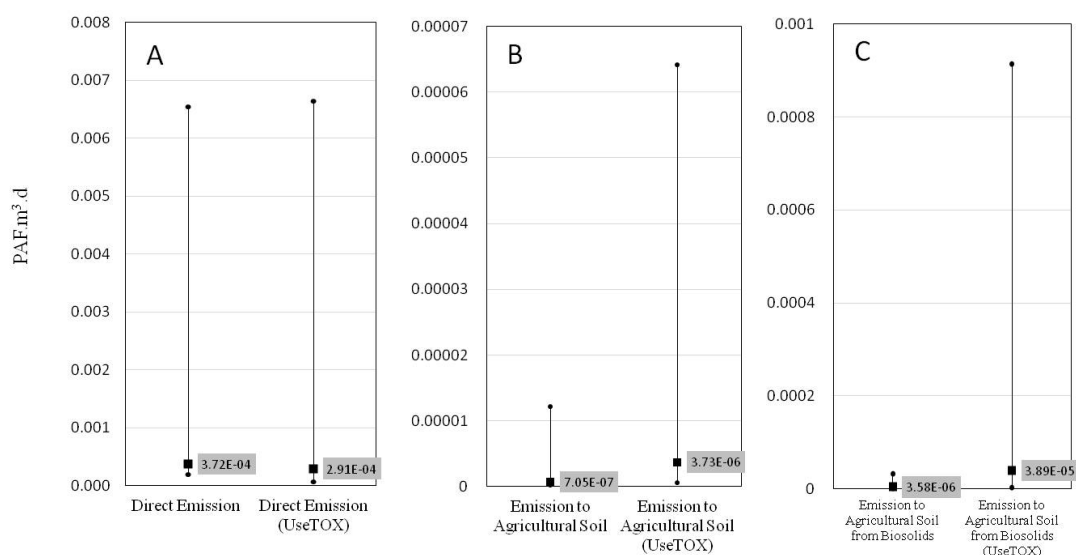 PAF.m³.d
A
0.008
0.007
0.006
0.005
0.004
0.003
0.002
0.001
0.000
3.72E-04
2.91E-04
Direct Emission
Direct Emission
(UseTOX)
B
0.00007
0.00006
0.00005
0.00004
0.00003
0.00002
0.00001
0
7.05E-07
3.73E-06
Emission to
Agricultural Soil
Emission to
Agricultural Soil
(UseTOX)
C
0.001
0.0008
0.0006
0.0004
0.0002
0
3.58E-06
3.89E-05
Emission to
Agricultural Soil
from Biosolids
Emission to
Agricultural Soil
from Biosolids
(UseTOX)